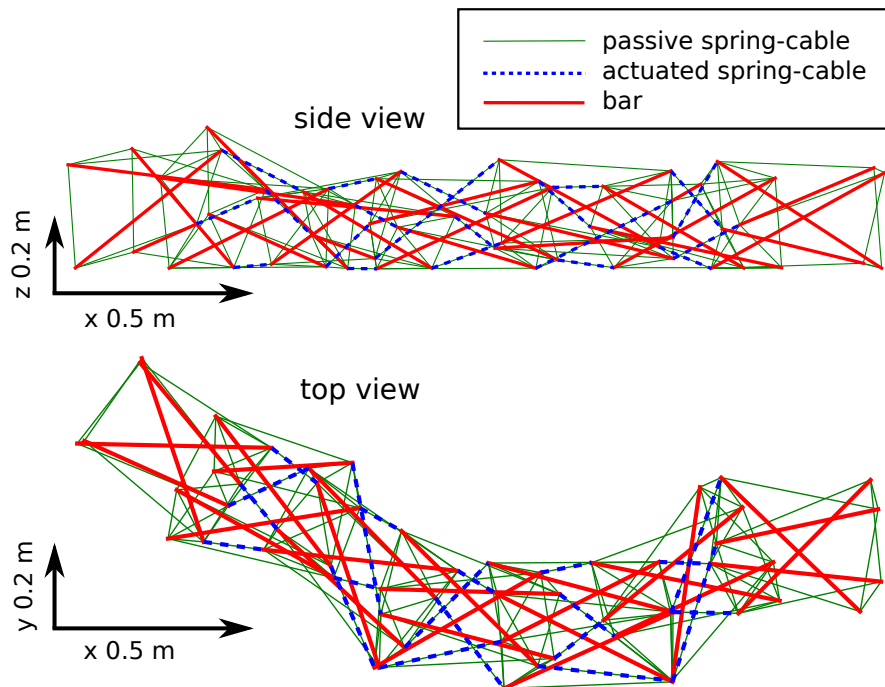 passive spring-cable
actuated spring-cable
bar
side view
z 0.2 m
x 0.5 m
top view
y 0.2 m
x 0.5 m